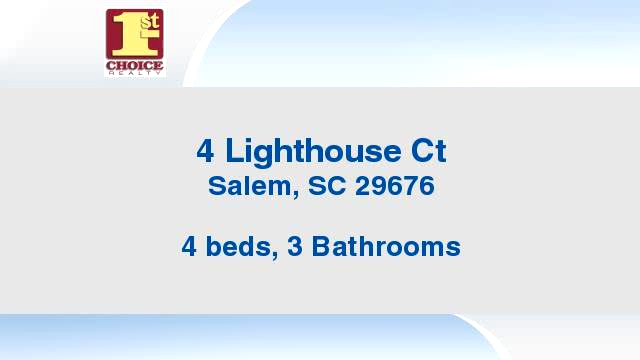 1st
CHOICE
REALTY
4 Lighthouse Ct
Salem, SC 29676
4 beds, 3 Bathrooms